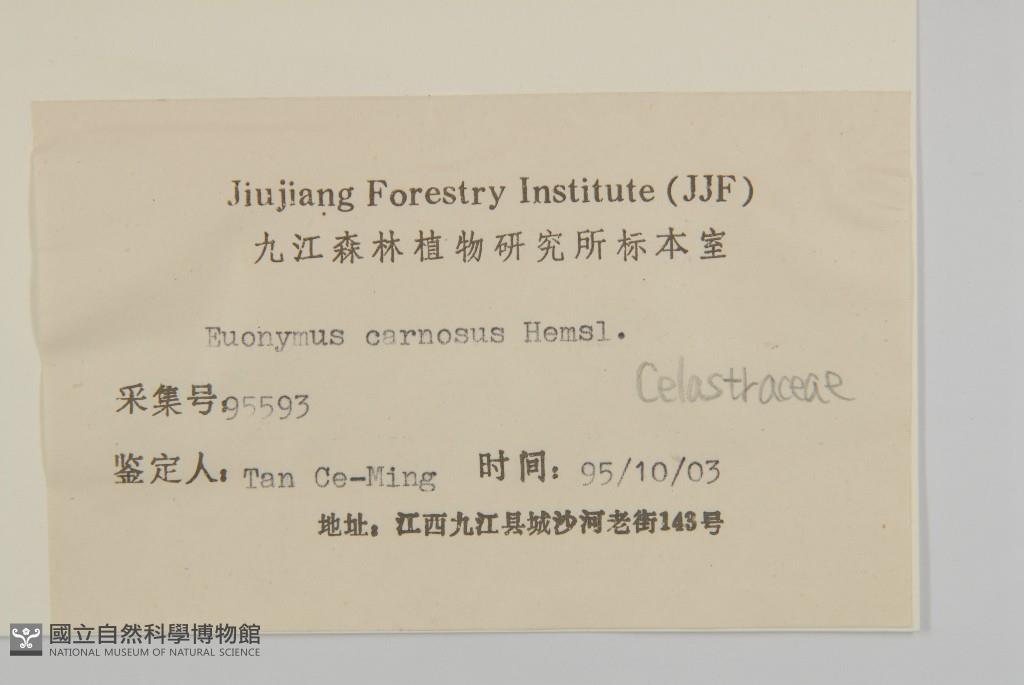 Jiujiang Forestry Institute (JJF)
九江森林植物研究所标本室
Euonymus carnosus Hemsl.
Celastraceae
采集号:95593
鉴定人: Tan Ce-Ming 时间: 95/10/03
地址: 江西九江县城沙河老街143号
國立自然科學博物館
NATIONAL MUSEUM OF NATURAL SCIENCE